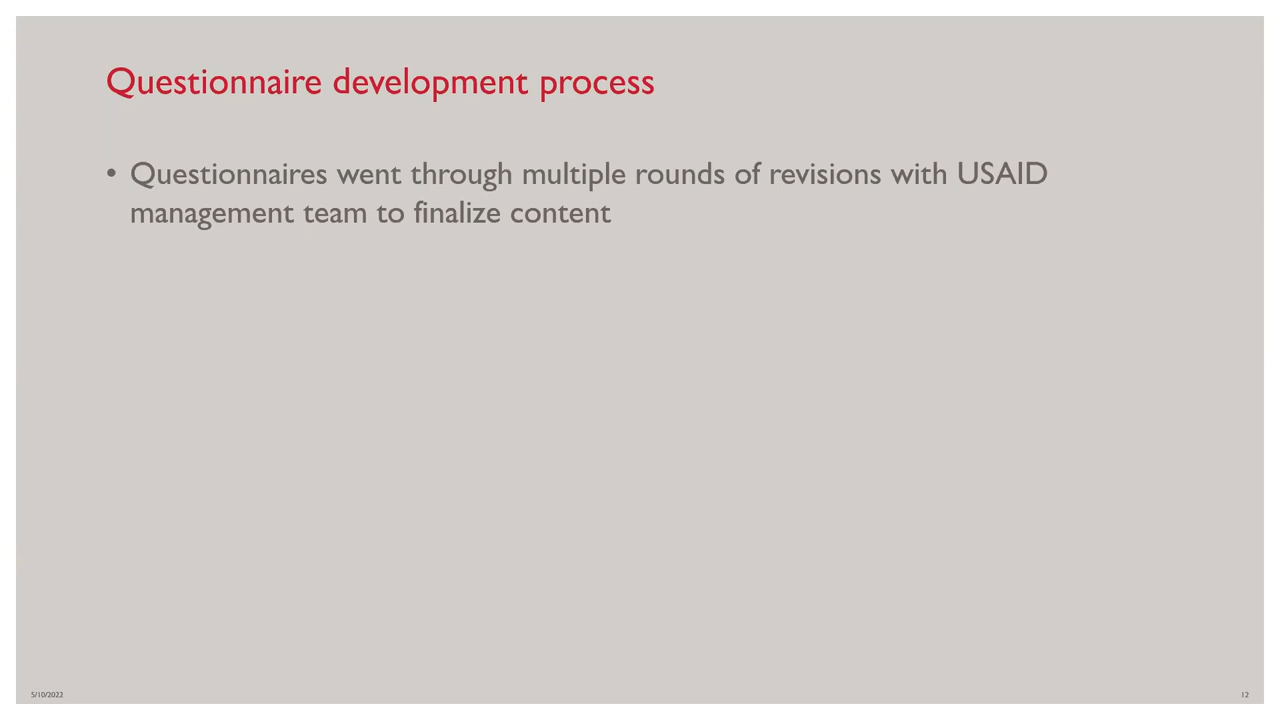 Questionnaire development process
• Questionnaires went through multiple rounds of revisions with USAID
management team to finalize content
5/10/2022
12